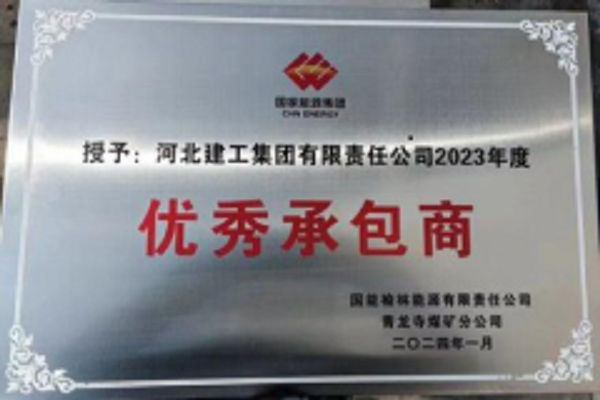 国家能源集团
CHN ENERGY
授予：河北建工集团有限责任公司2023年度
优秀承包商
国能榆林能源有限责任公司
青龙寺煤矿分公司
二〇二四年一月